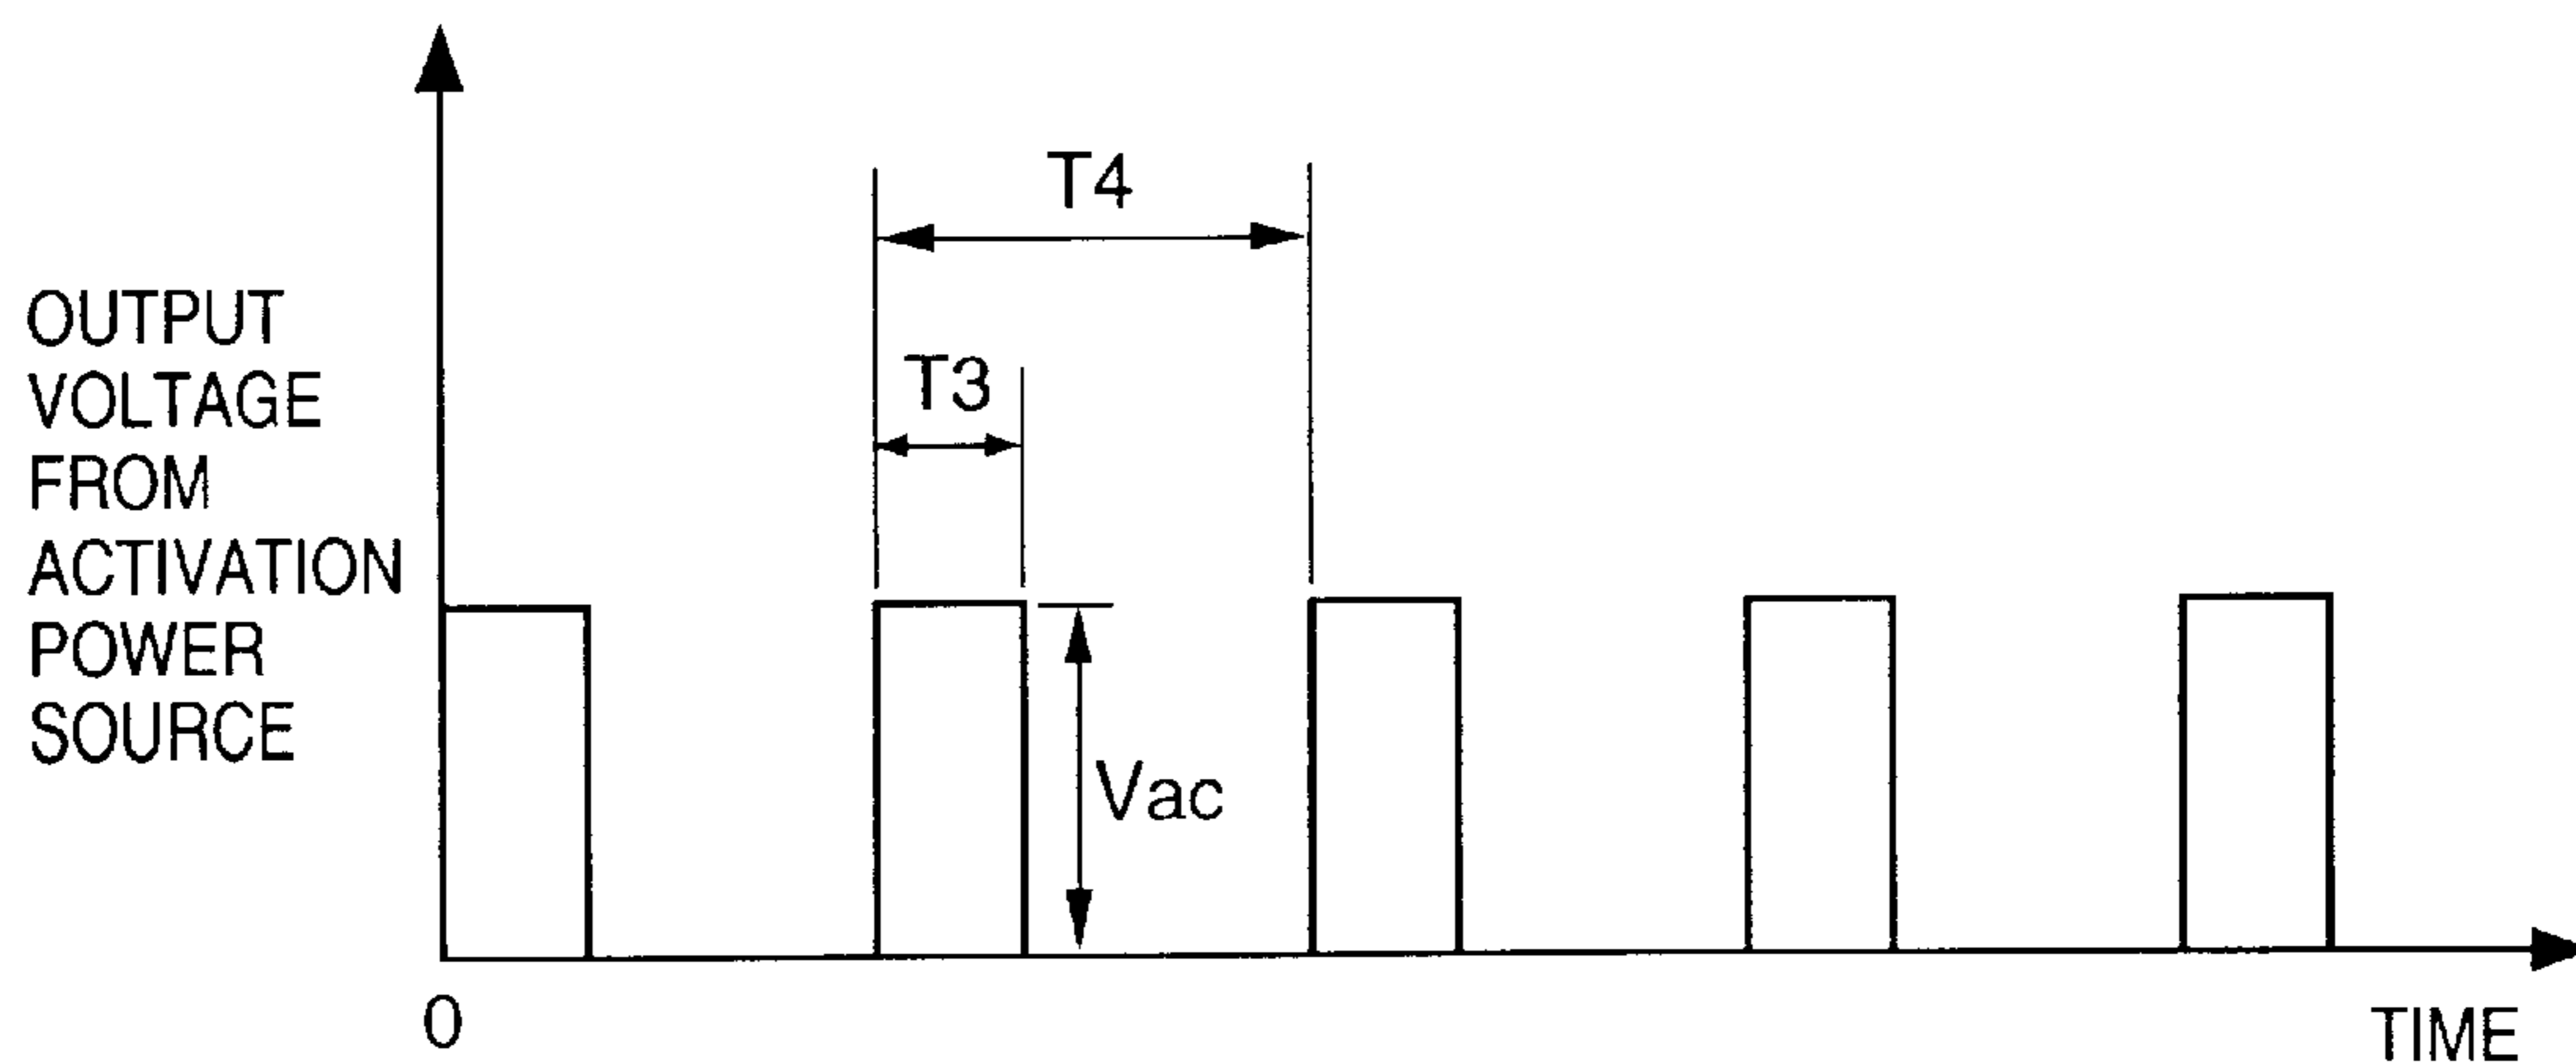 T4
T3
OUTPUT
VOLTAGE
FROM
ACTIVATION
POWER
SOURCE
Vac
0
TIME